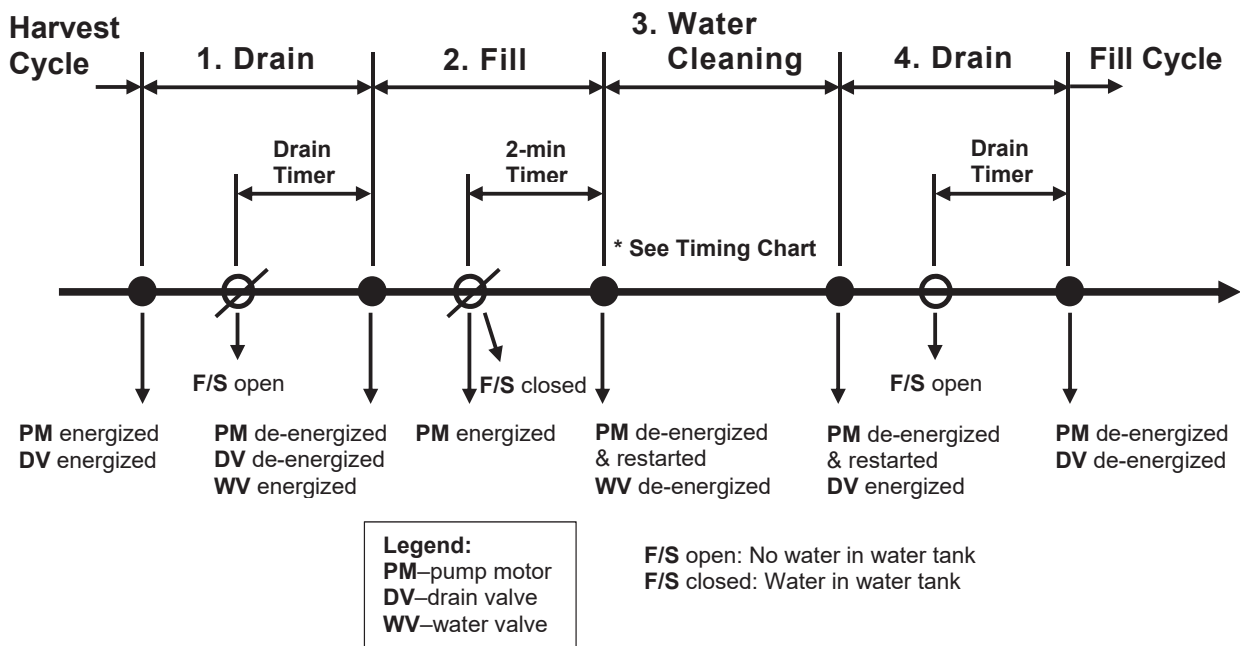 Harvest
Cycle
1. Drain
2. Fill
3. Water
Cleaning
4. Drain
Fill Cycle
Drain
Timer
2-min
Timer
Drain
Timer
* See Timing Chart
F/S open
F/S closed
F/S open
PM energized
DV energized
PM de-energized
DV de-energized
WV energized
PM energized
PM de-energized
& restarted
WV de-energized
PM de-energized
& restarted
DV energized
PM de-energized
DV de-energized
Legend:
PM–pump motor
DV–drain valve
WV–water valve
F/S open: No water in water tank
F/S closed: Water in water tank